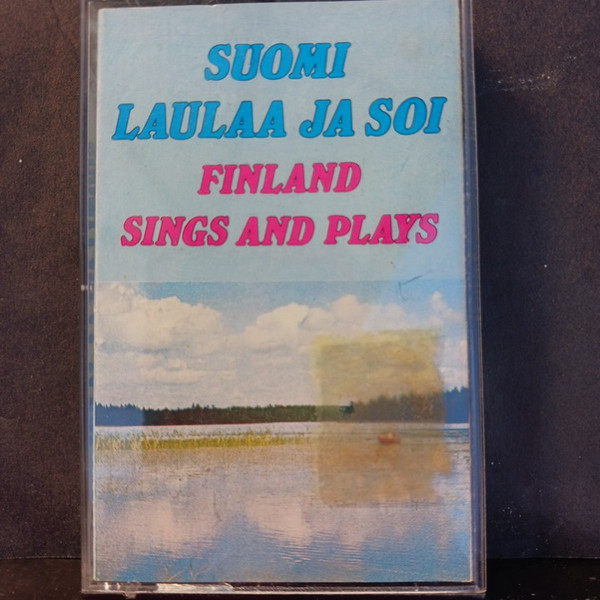 SUOMI
LAULAA JA SOI
FINLAND
SINGS AND PLAYS